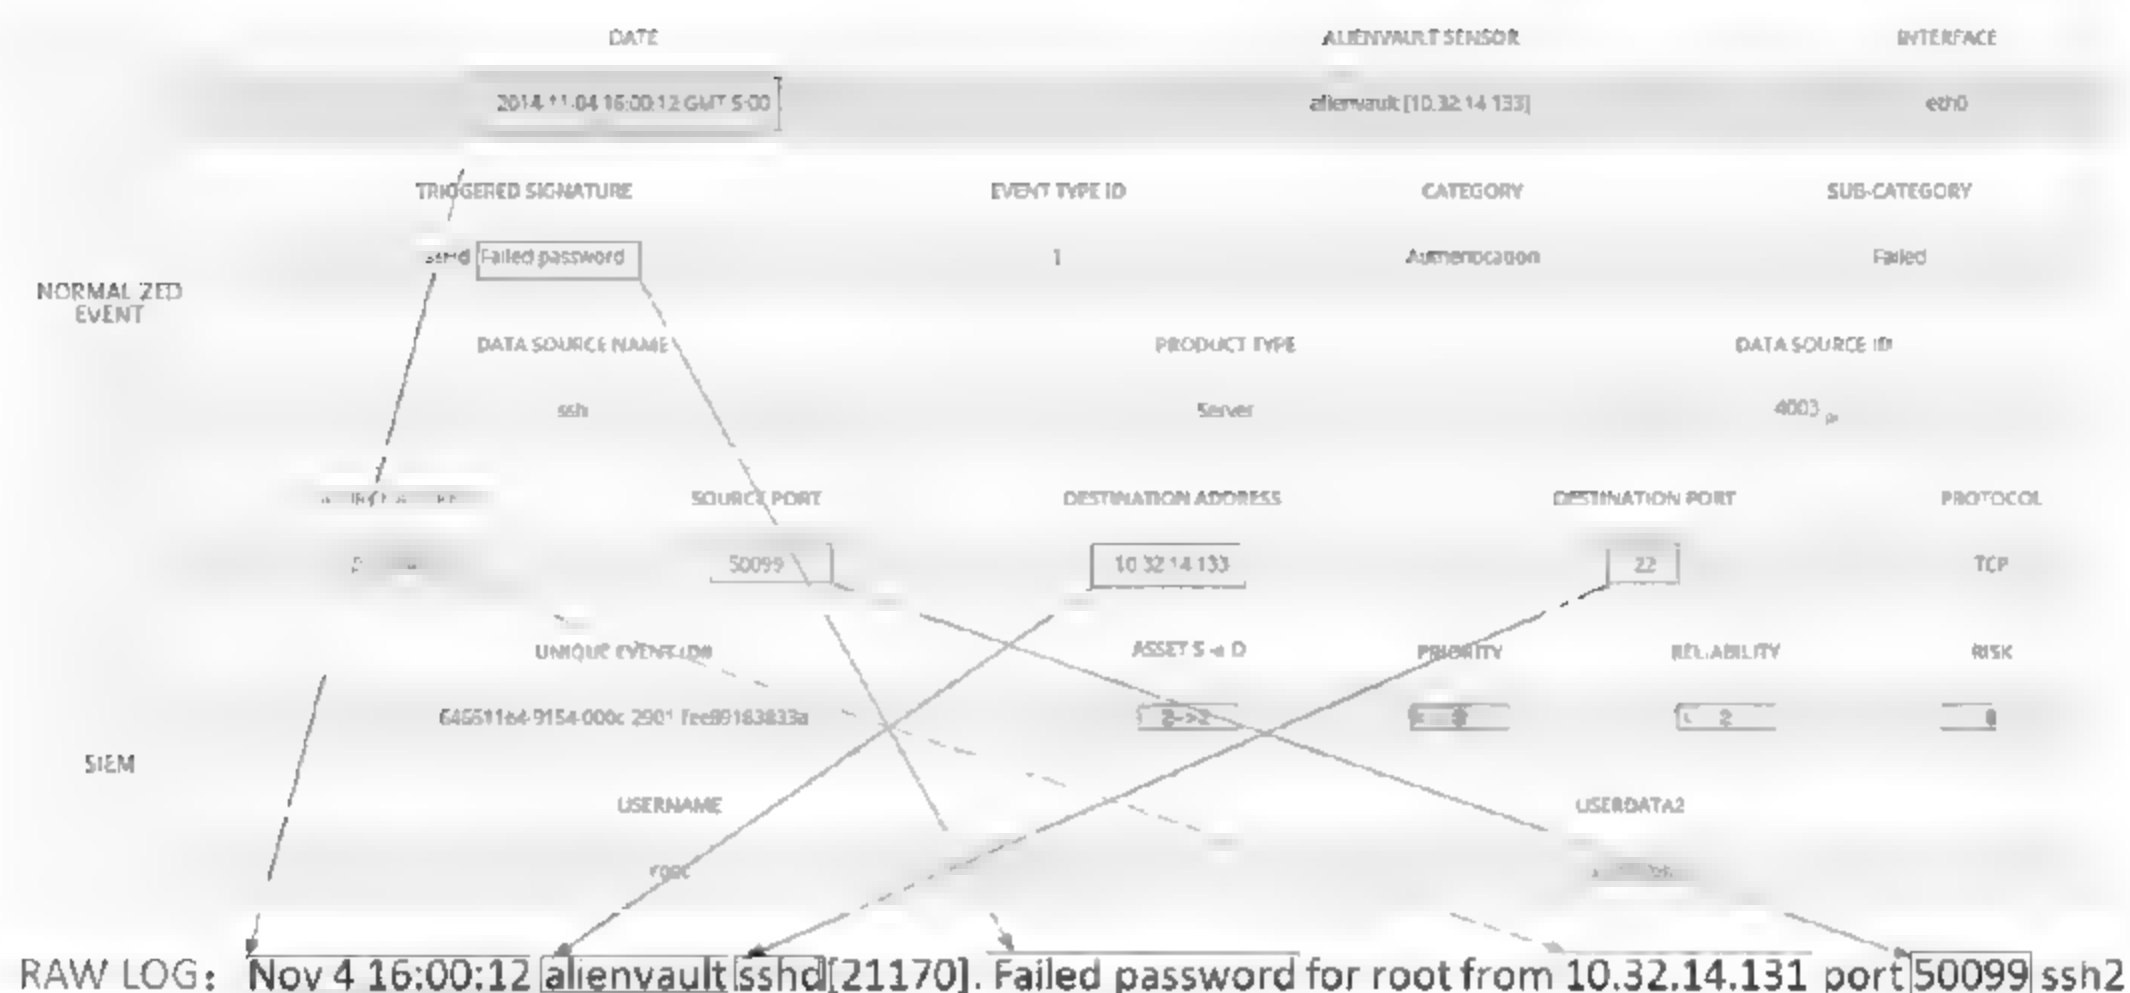 DATE ALIENVAULT SENSOR INTERFACE
2014-11-04 16:00:12 GMT-5:00 alienvault [10.32.14.133] eth0
TRIGGERED SIGNATURE EVENT TYPE ID CATEGORY SUB-CATEGORY
Failed password 1 Authentication Failed
NORMALIZED
EVENT
DATA SOURCE NAME PRODUCT TYPE DATA SOURCE ID
ssh Server 4003
SOURCE PORT DESTINATION ADDRESS DESTINATION PORT PROTOCOL
50099 10.32.14.133 22 TCP
UNIQUE EVENT ID# ASSET S -> D PRIORITY RELIABILITY RISK
2->2 2
SIEM
USERNAME USERDATA2
root
RAW LOG: Nov 4 16:00:12 alienvault sshd[21170]. Failed password for root from 10.32.14.131 port 50099 ssh2